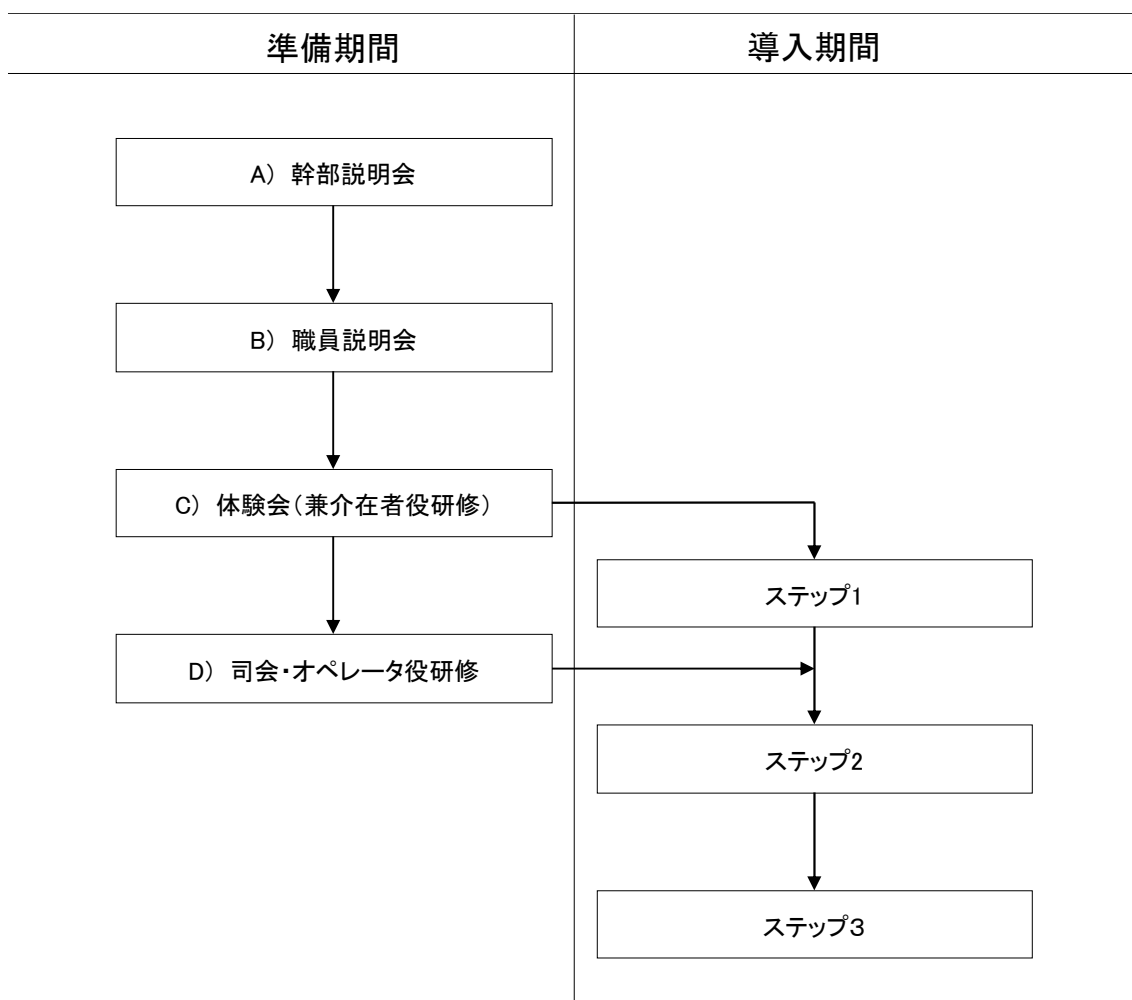 準備期間
導入期間
A） 幹部説明会
B） 職員説明会
C） 体験会（兼介在者役研修）
D） 司会・オペレータ役研修
ステップ1
ステップ2
ステップ３